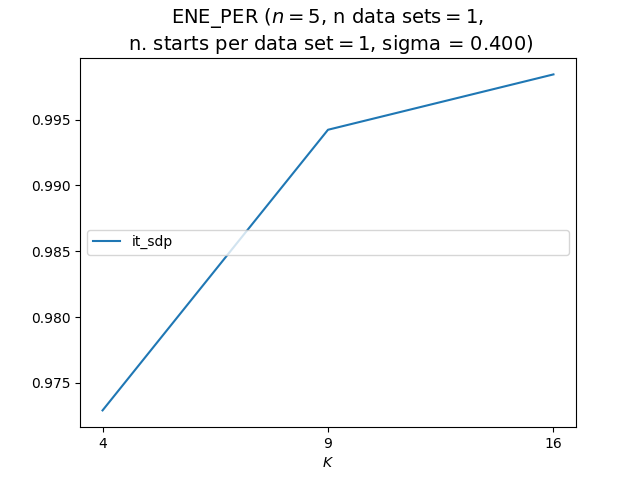 ENE_PER (n = 5, n data sets = 1,
n. starts per data set = 1, sigma = 0.400)
0.995
0.990
0.985
it_sdp
0.980
0.975
4 9 16
K